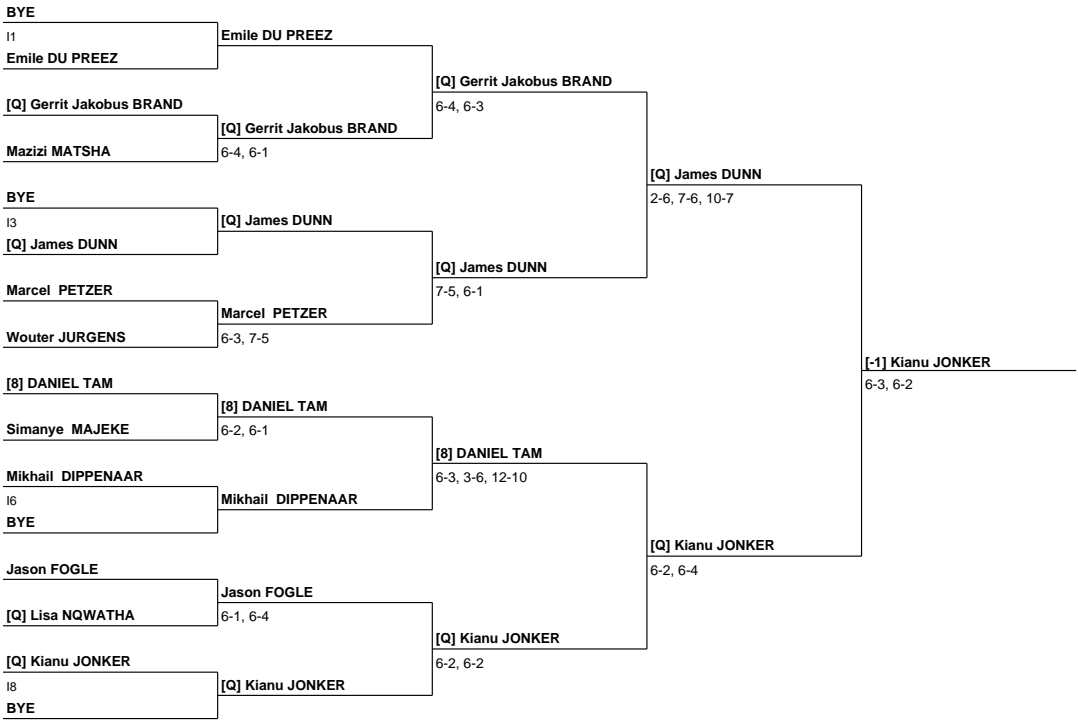 BYE
I1
Emile DU PREEZ
[Q] Gerrit Jakobus BRAND
Mazizi MATSHA
BYE
I3
[Q] James DUNN
Marcel PETZER
Wouter JURGENS
[8] DANIEL TAM
Simanye MAJEKE
Mikhail DIPPENAAR
I6
BYE
Jason FOGLE
[Q] Lisa NQWATHA
[Q] Kianu JONKER
I8
BYE
Emile DU PREEZ
[Q] Gerrit Jakobus BRAND
6-4, 6-1
[Q] James DUNN
Marcel PETZER
6-3, 7-5
[8] DANIEL TAM
6-2, 6-1
Mikhail DIPPENAAR
Jason FOGLE
6-1, 6-4
[Q] Kianu JONKER
[Q] Gerrit Jakobus BRAND
6-4, 6-3
[Q] James DUNN
7-5, 6-1
[8] DANIEL TAM
6-3, 3-6, 12-10
[Q] Kianu JONKER
6-2, 6-2
[Q] James DUNN
2-6, 7-6, 10-7
[Q] Kianu JONKER
6-2, 6-4
[-1] Kianu JONKER
6-3, 6-2